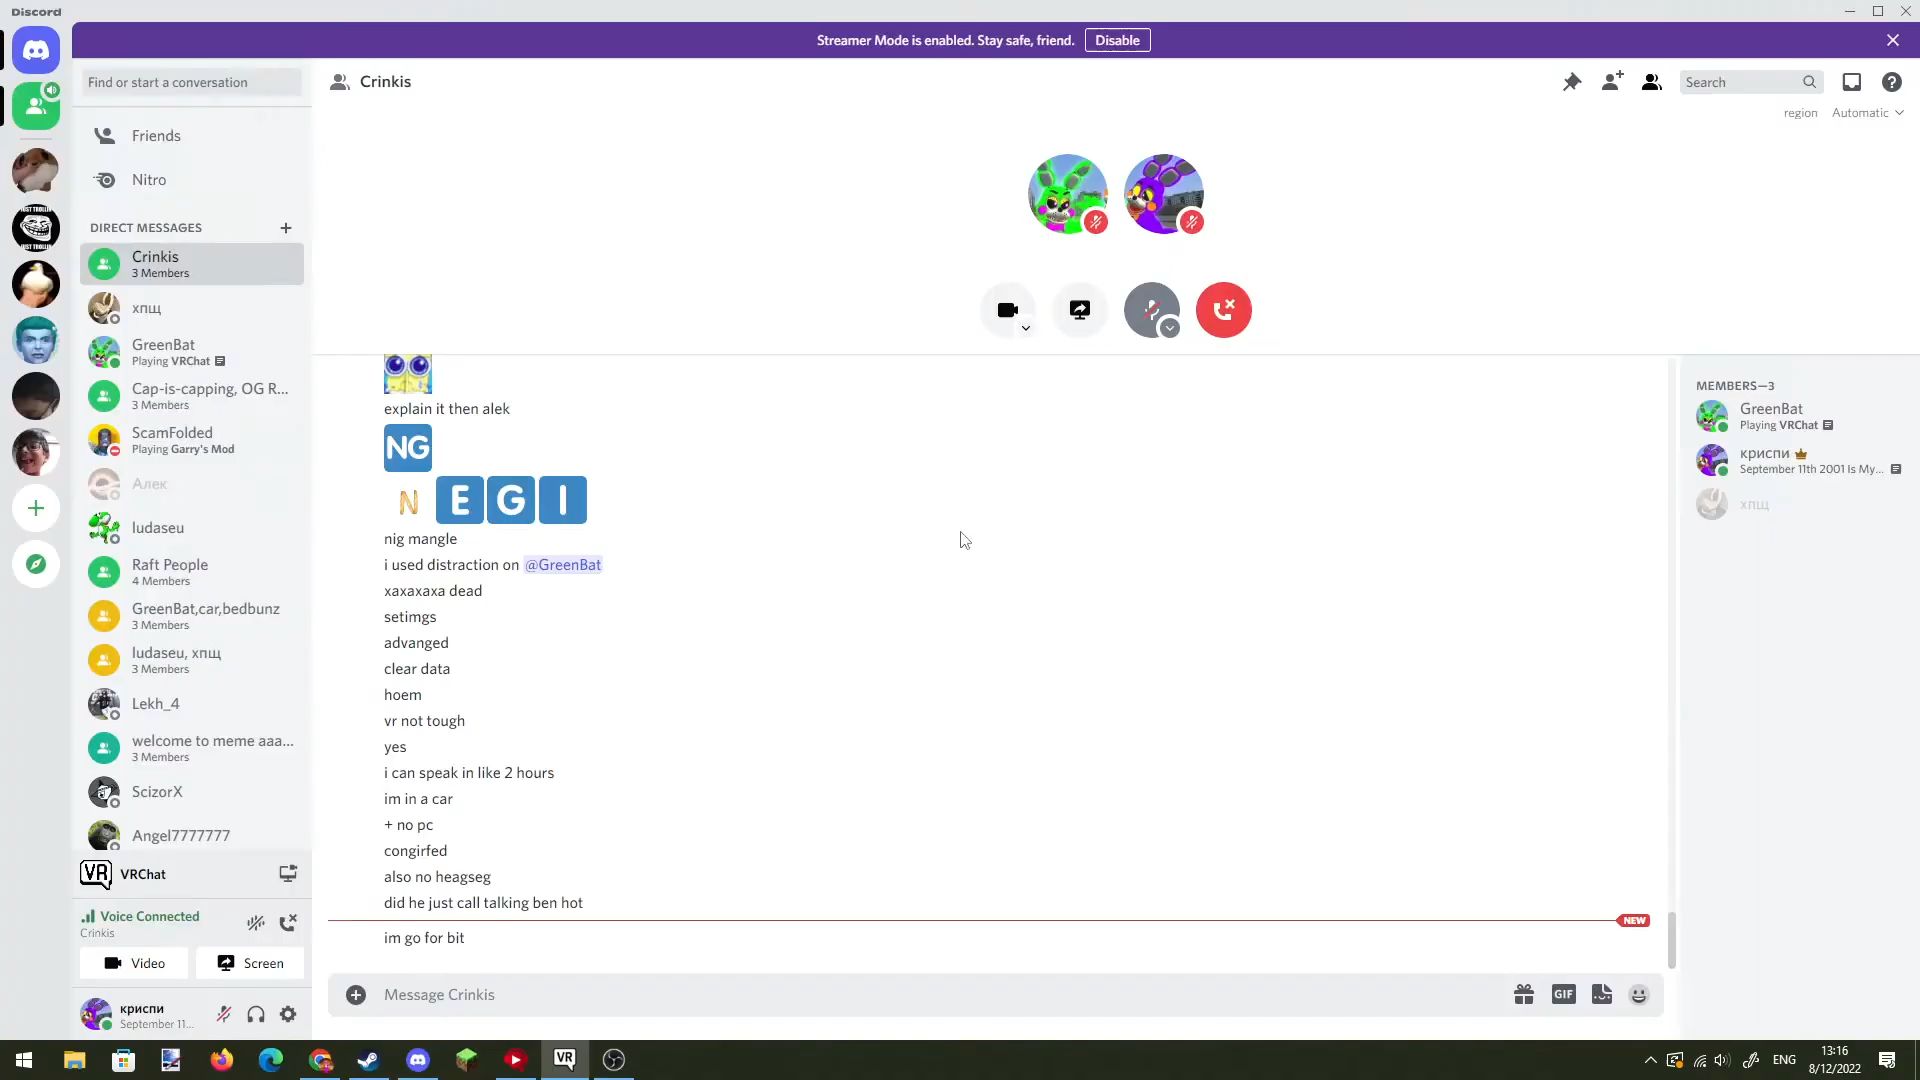 Discord
Streamer Mode is enabled. Stay safe, friend.
Disable
Find or start a conversation
Crinkis
Search
region
Automatic
Friends
Nitro
DIRECT MESSAGES
Crinkis
3 Members
хпщ
GreenBat
Playing VRChat
Cap-is-capping, OG R...
3 Members
ScamFolded
Playing Garry's Mod
Алек
ludaseu
Raft People
4 Members
GreenBat,car,bedbunz
3 Members
ludaseu, хпщ
3 Members
Lekh_4
welcome to meme aaa...
3 Members
ScizorX
Angel7777777
VR
VRChat
Voice Connected
Crinkis
Video
Screen
криспи
September 11...
explain it then alek
NG
N E G I
nig mangle
i used distraction on @GreenBat
xaxaxaxa dead
setimgs
advanged
clear data
hoem
vr not tough
yes
i can speak in like 2 hours
im in a car
+ no pc
congirfed
also no heagseg
did he just call talking ben hot
NEW
im go for bit
Message Crinkis
GIF
MEMBERS—3
GreenBat
Playing VRChat
криспи
September 11th 2001 Is My...
хпщ
VR
ENG
13:16
8/12/2022